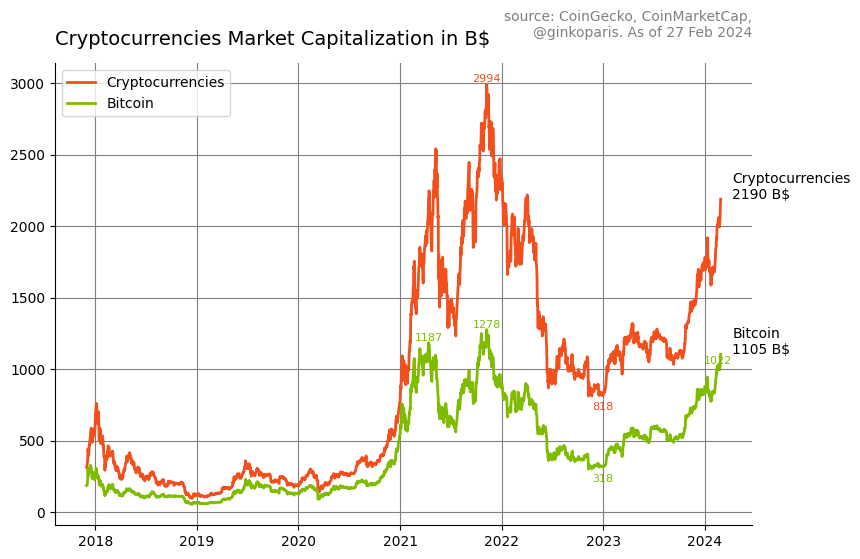 source: CoinGecko, CoinMarketCap,
@ginkoparis. As of 27 Feb 2024
Cryptocurrencies Market Capitalization in B$
Cryptocurrencies
Bitcoin
3000
2500
2000
1500
1000
500
0
2994
1187
1278
818
318
1022
Cryptocurrencies
2190 B$
Bitcoin
1105 B$
2018
2019
2020
2021
2022
2023
2024